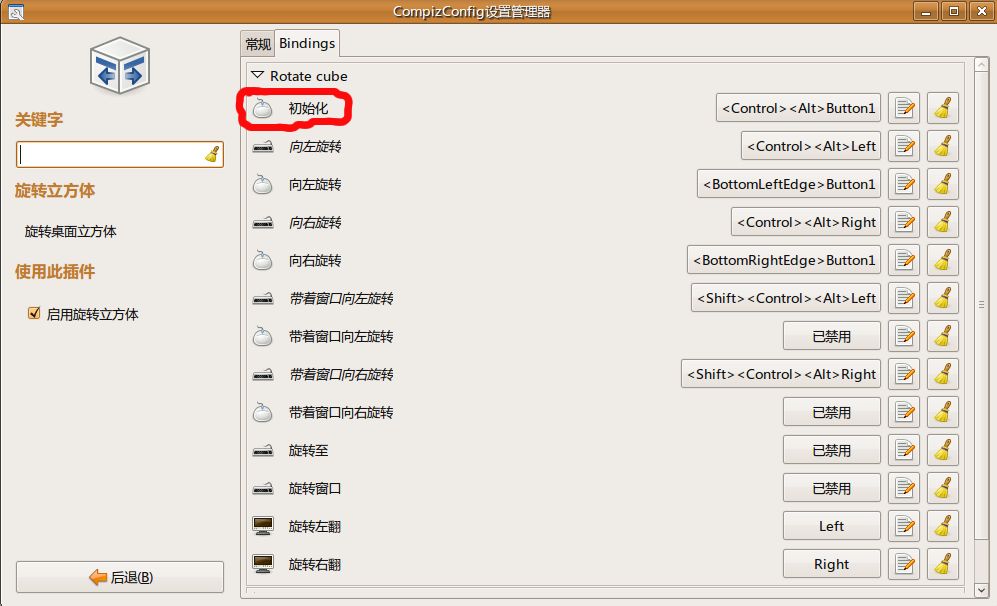 CompizConfig设置管理器
关键字
旋转立方体
旋转桌面立方体
使用此插件
启用旋转立方体
后退(B)
常规 Bindings
Rotate cube
初始化 <Control><Alt>Button1
向左旋转 <Control><Alt>Left
向左旋转 <BottomLeftEdge>Button1
向右旋转 <Control><Alt>Right
向右旋转 <BottomRightEdge>Button1
带着窗口向左旋转 <Shift><Control><Alt>Left
带着窗口向左旋转 已禁用
带着窗口向右旋转 <Shift><Control><Alt>Right
带着窗口向右旋转 已禁用
旋转至 已禁用
旋转窗口 已禁用
旋转左翻 Left
旋转右翻 Right